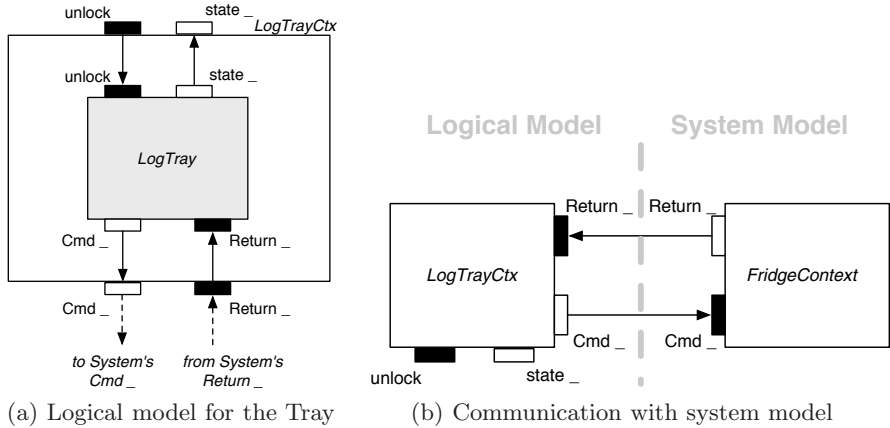 unlock
state _
LogTrayCtx
unlock
state _
LogTray
Cmd _
Return _
Cmd _
Return _
to System's
Cmd _
from System's
Return _
(a) Logical model for the Tray
Logical Model
System Model
Return _
Return _
LogTrayCtx
FridgeContext
Cmd _
Cmd _
unlock
state _
(b) Communication with system model